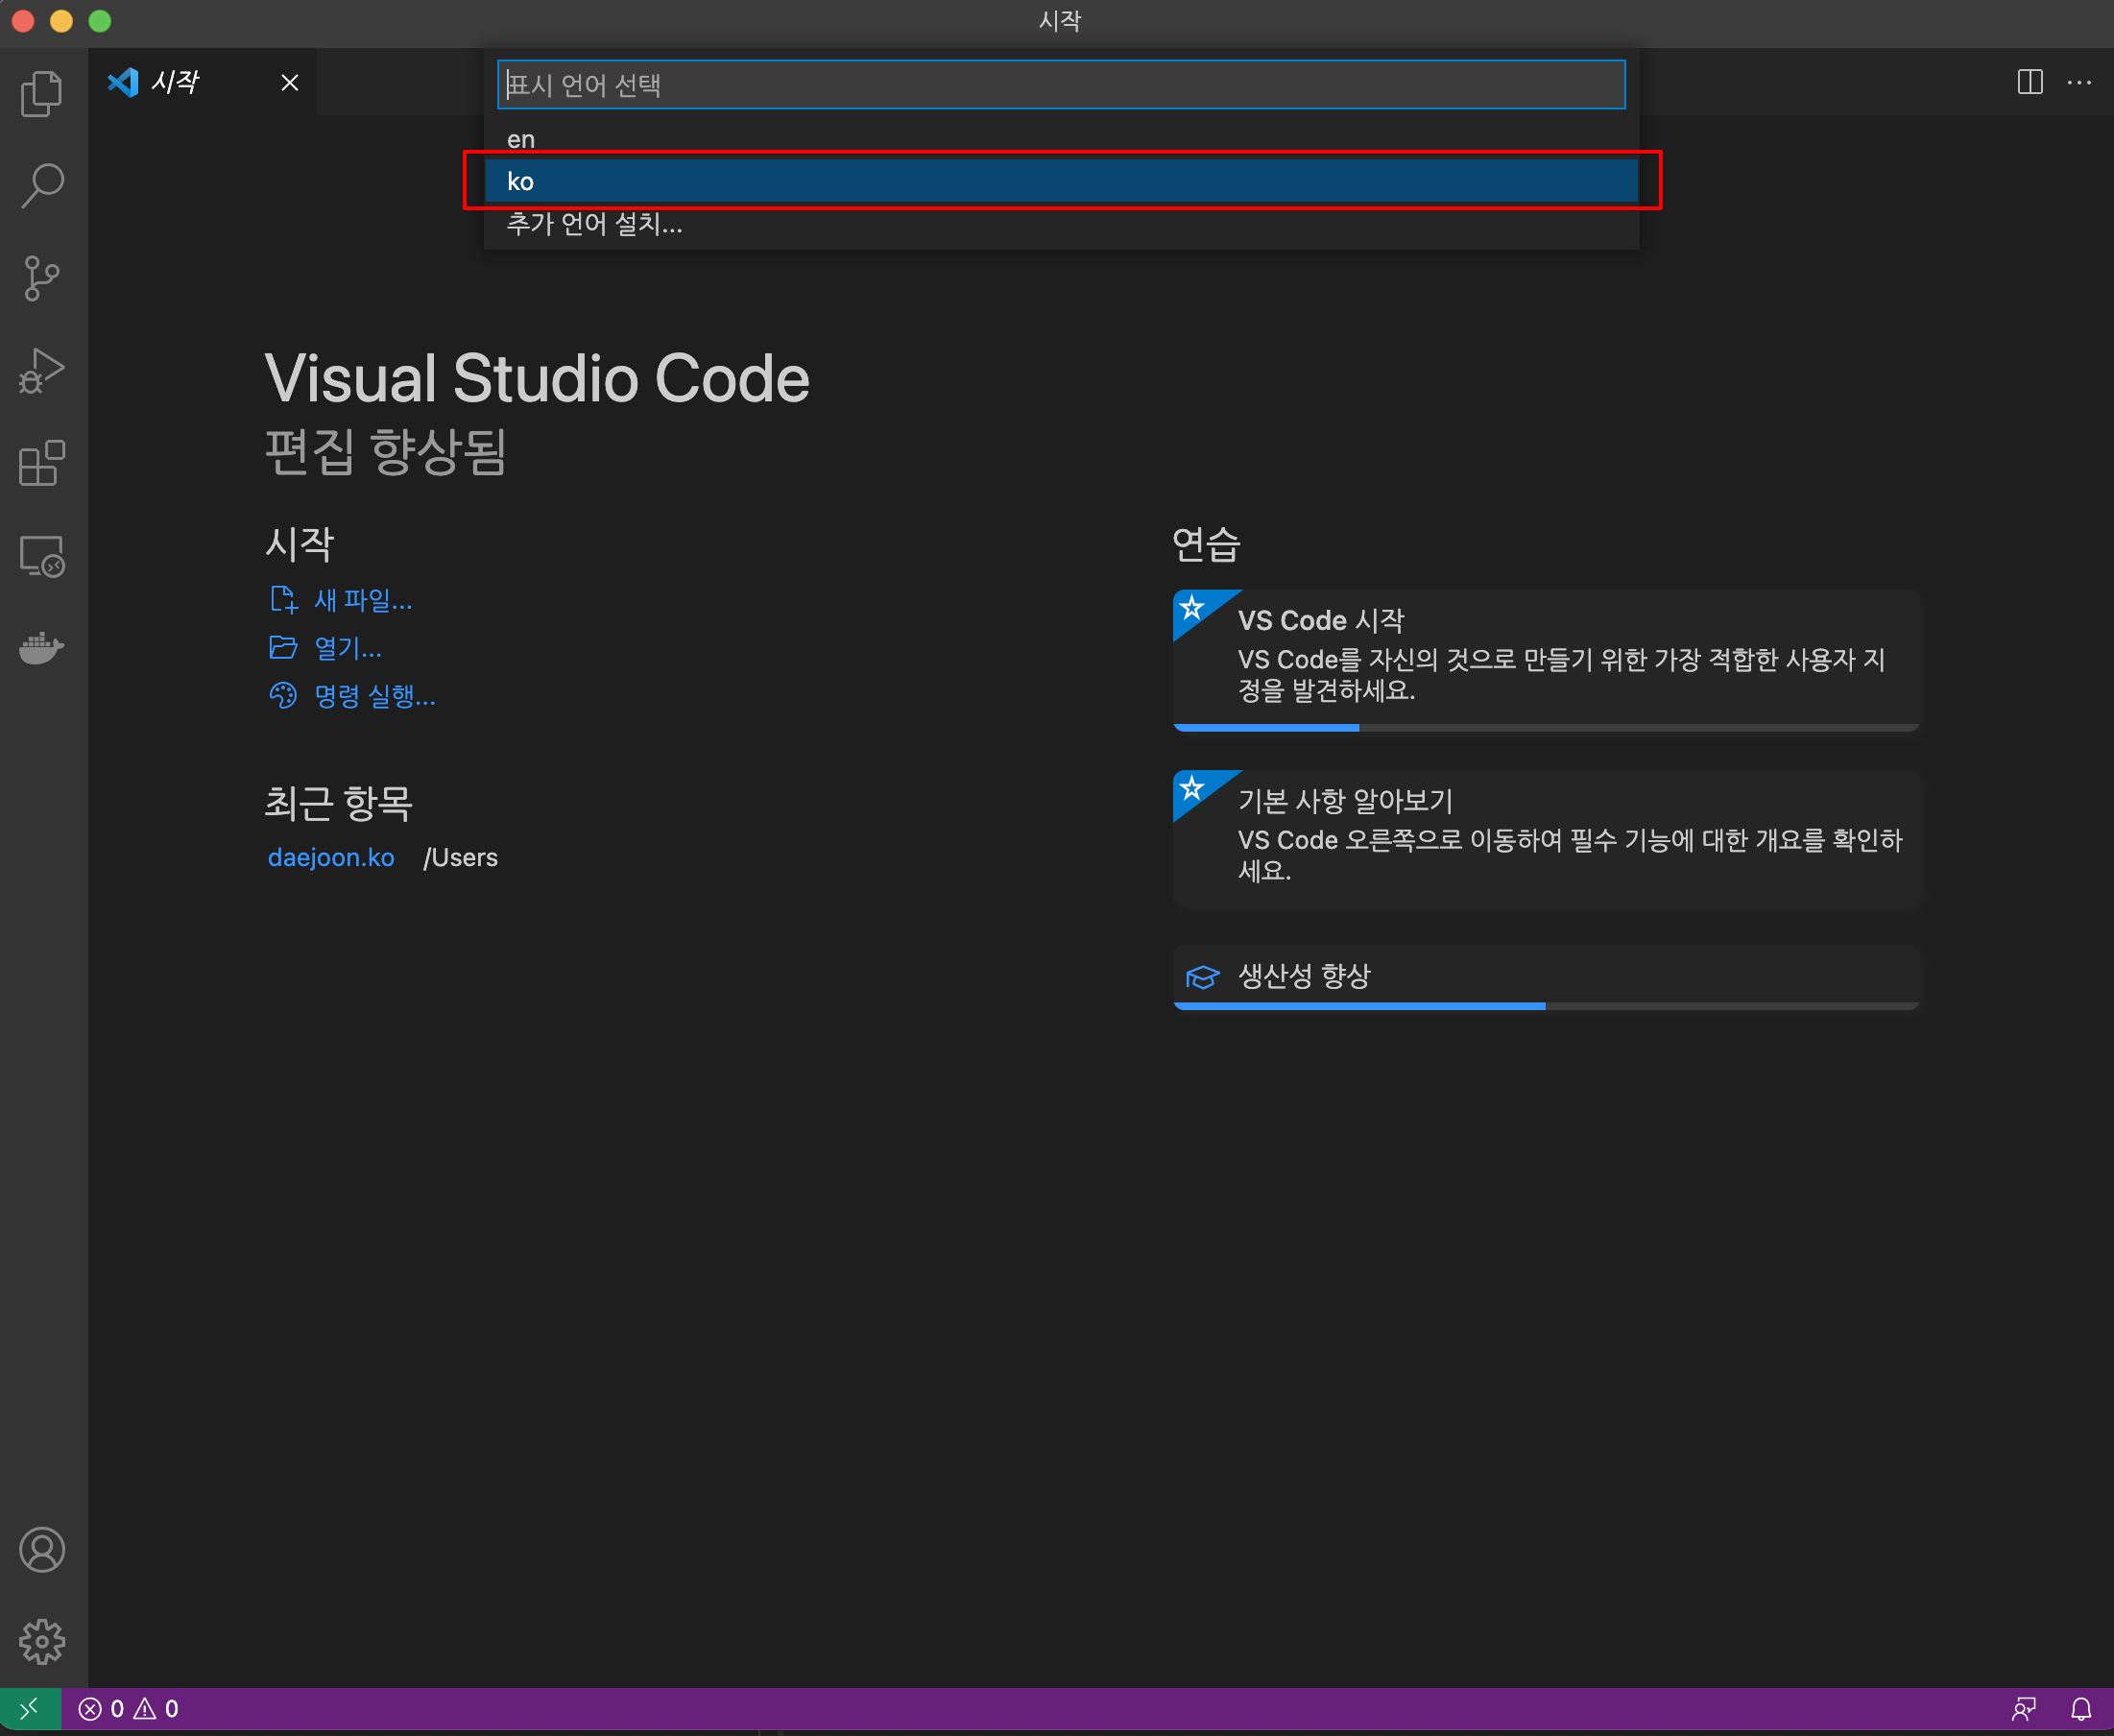 시작
시작
표시 언어 선택
en
ko
추가 언어 설치...
Visual Studio Code
편집 향상됨
시작
새 파일...
열기...
명령 실행...
최근 항목
daejoon.ko /Users
연습
VS Code 시작
VS Code를 자신의 것으로 만들기 위한 가장 적합한 사용자 지
정을 발견하세요.
기본 사항 알아보기
VS Code 오른쪽으로 이동하여 필수 기능에 대한 개요를 확인하
세요.
생산성 향상
0 0